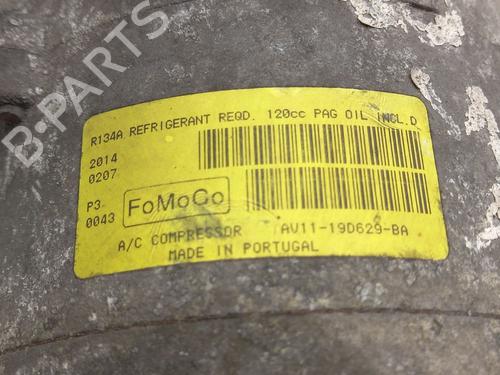 B-PARTS
R134A REFRIGERANT REQD. 120cc PAG OIL INCL.D
2014
0207
P3
0043
FoMoCo
A/C COMPRESSOR AV11-19D629-BA
MADE IN PORTUGAL